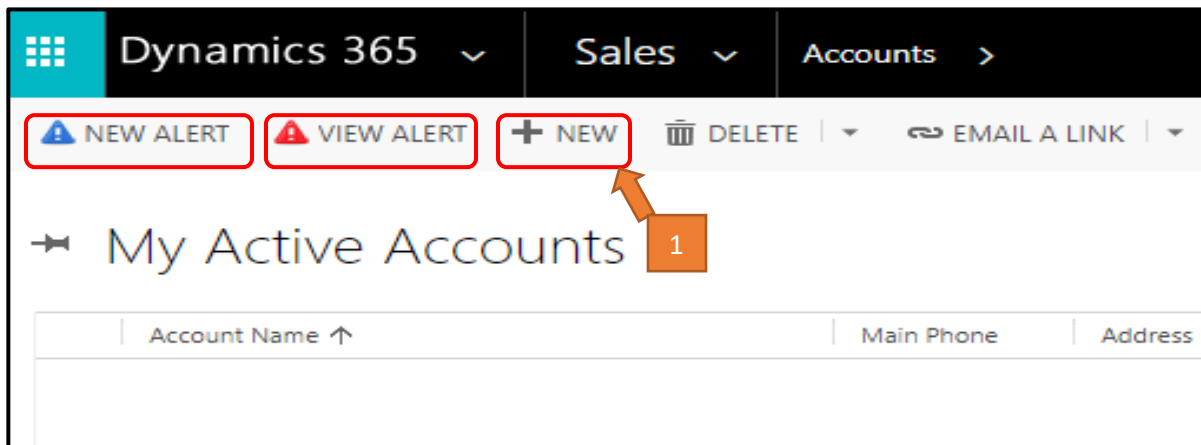 Dynamics 365 Sales Accounts >
NEW ALERT VIEW ALERT + NEW DELETE EMAIL A LINK
My Active Accounts 1
Account Name ↑ Main Phone Address